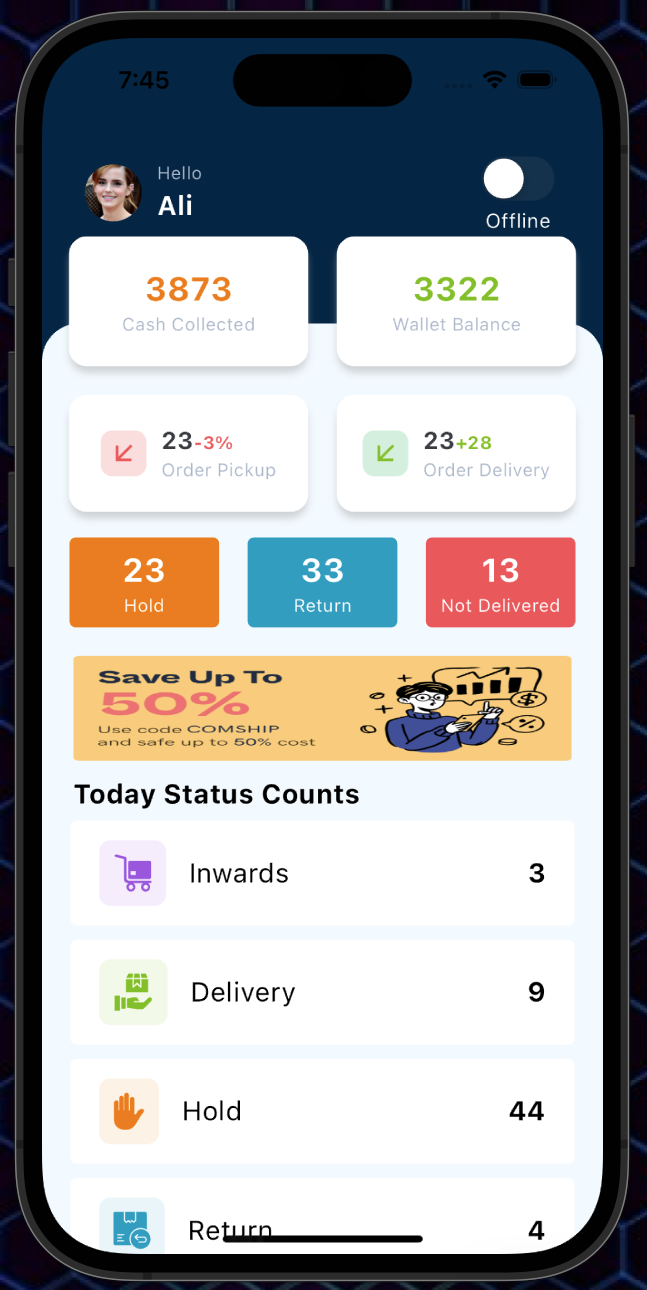 7:45
Hello
Ali
Offline
3873
Cash Collected
3322
Wallet Balance
23-3%
Order Pickup
23+28
Order Delivery
23
Hold
33
Return
13
Not Delivered
Save Up To
50%
Use code COMSHIP
and safe up to 50% cost
$
%
Today Status Counts
Inwards 3
Delivery 9
Hold 44
Return 4